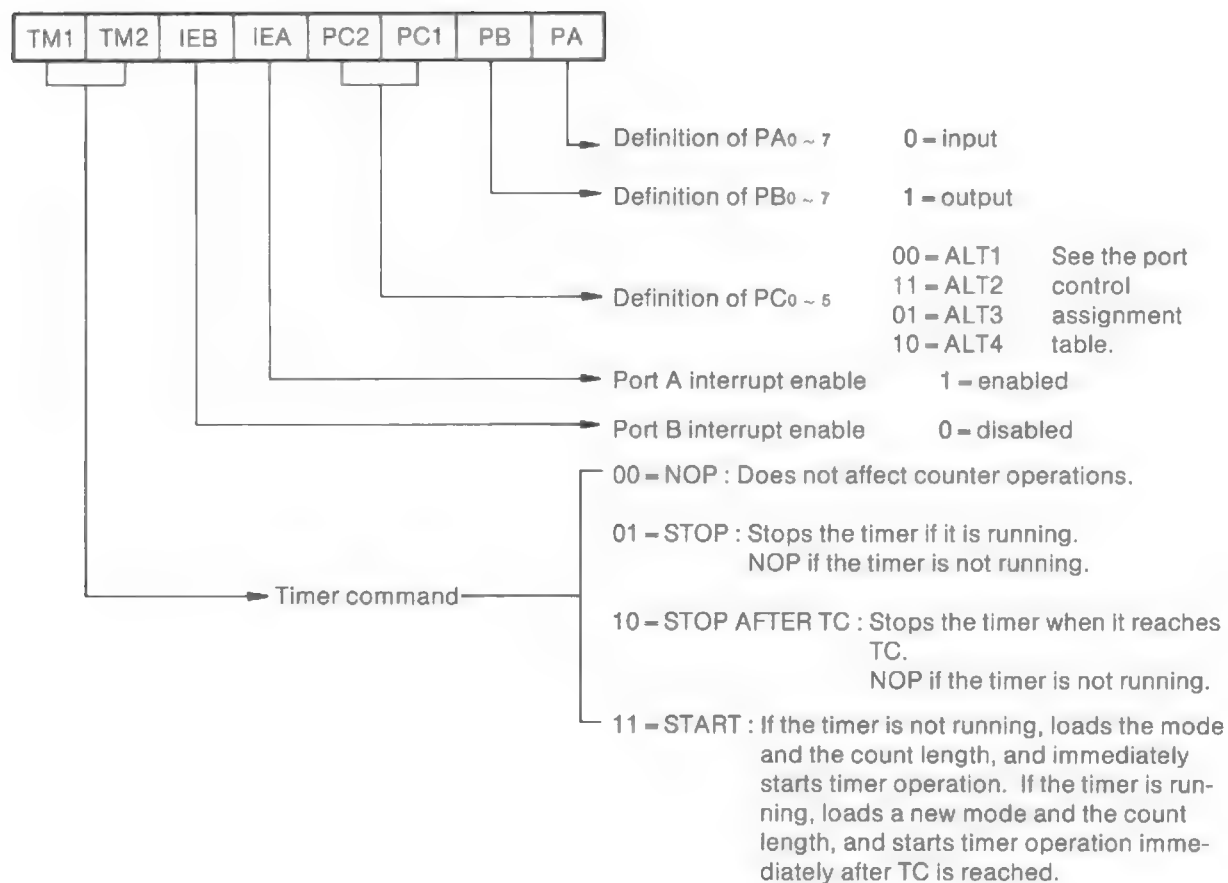 TM1 TM2 IEB IEA PC2 PC1 PB PA
Definition of PA0 ~ 7 0 = input
Definition of PB0 ~ 7 1 = output
Definition of PC0 ~ 5
00 = ALT1 See the port
11 = ALT2 control
01 = ALT3 assignment
10 = ALT4 table.
Port A interrupt enable 1 = enabled
Port B interrupt enable 0 = disabled
Timer command
00 = NOP : Does not affect counter operations.
01 = STOP : Stops the timer if it is running.
NOP if the timer is not running.
10 = STOP AFTER TC : Stops the timer when it reaches
TC.
NOP if the timer is not running.
11 = START : If the timer is not running, loads the mode
and the count length, and immediately
starts timer operation. If the timer is run-
ning, loads a new mode and the count
length, and starts timer operation imme-
diately after TC is reached.